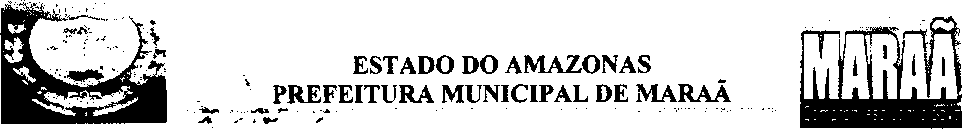 ESTADO DO AMAZONAS
PREFEITURA MUNICIPAL DE MARAÃ
MARAÃ